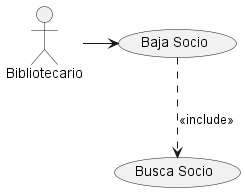 Baja Socio
Bibliotecario
«include»
Busca Socio